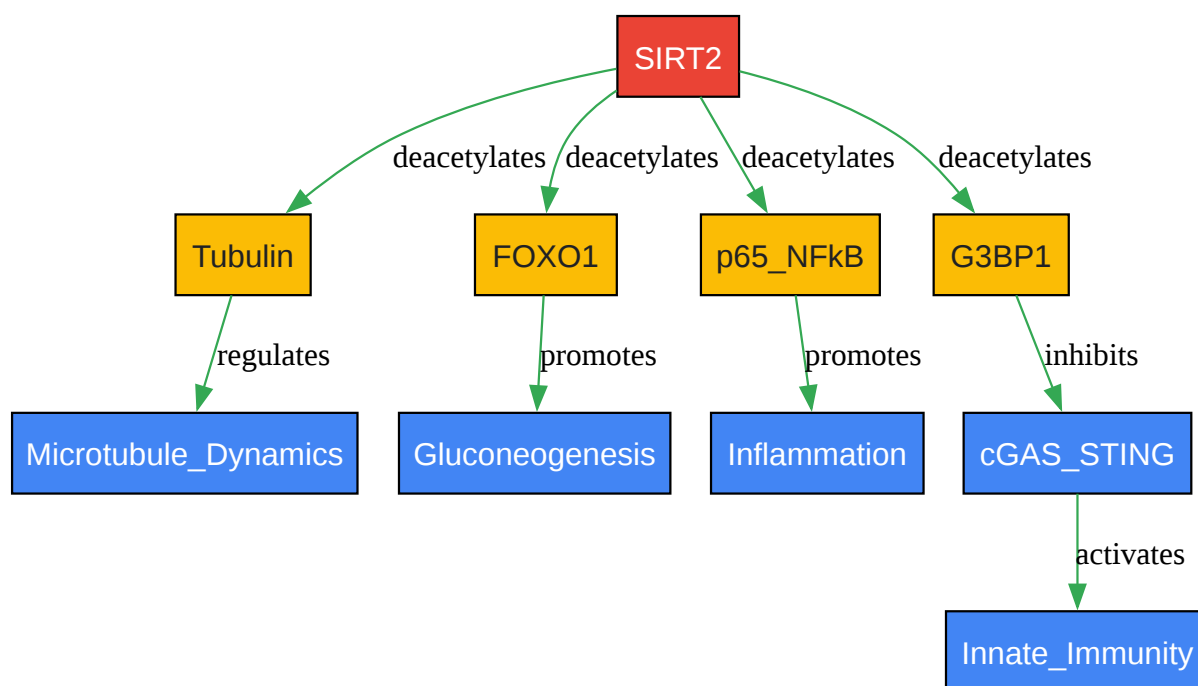 SIRT2
deacetylates deacetylates deacetylates deacetylates
Tubulin FOXO1 p65_NFkB G3BP1
regulates promotes promotes inhibits
Microtubule_Dynamics Gluconeogenesis Inflammation cGAS_STING
activates
Innate_Immunity